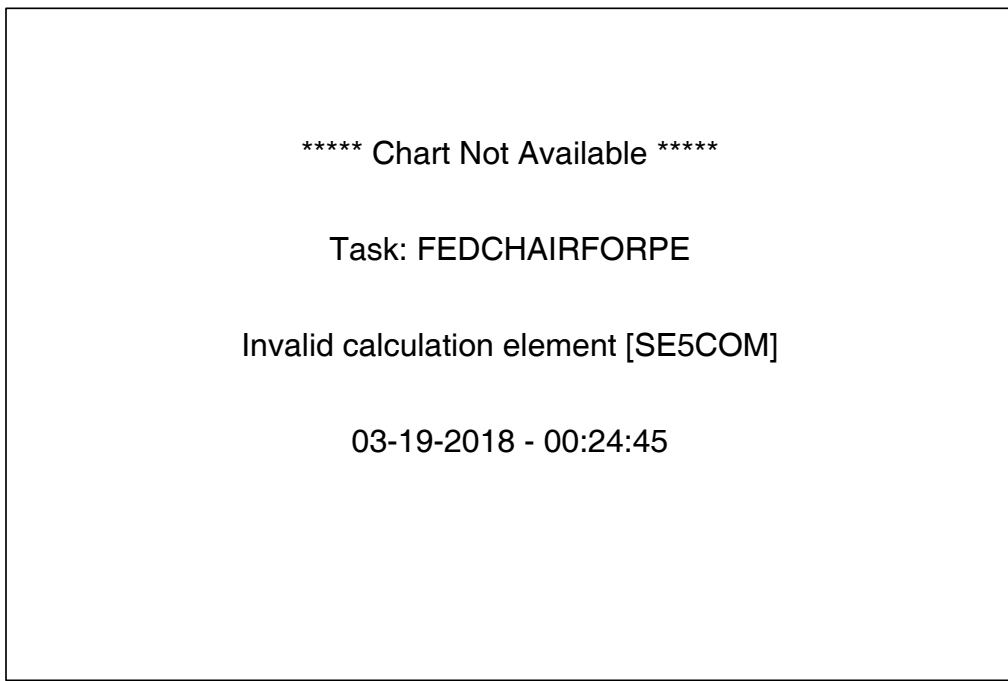 ***** Chart Not Available *****
Task: FEDCHAIRFORPE
Invalid calculation element [SE5COM]
03-19-2018 - 00:24:45